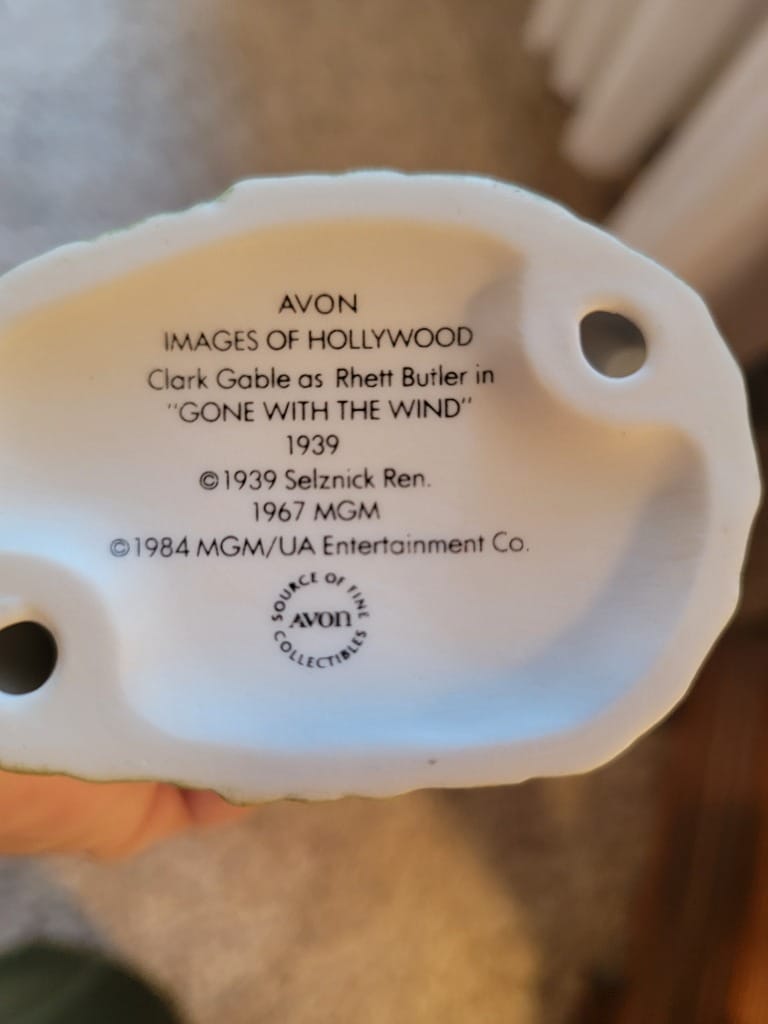 AVON
IMAGES OF HOLLYWOOD
Clark Gable as Rhett Butler in
"GONE WITH THE WIND"
1939
©1939 Selznick Ren.
1967 MGM
©1984 MGM/UA Entertainment Co.
SOURCE OF FINE
AVON
COLLECTIBLES